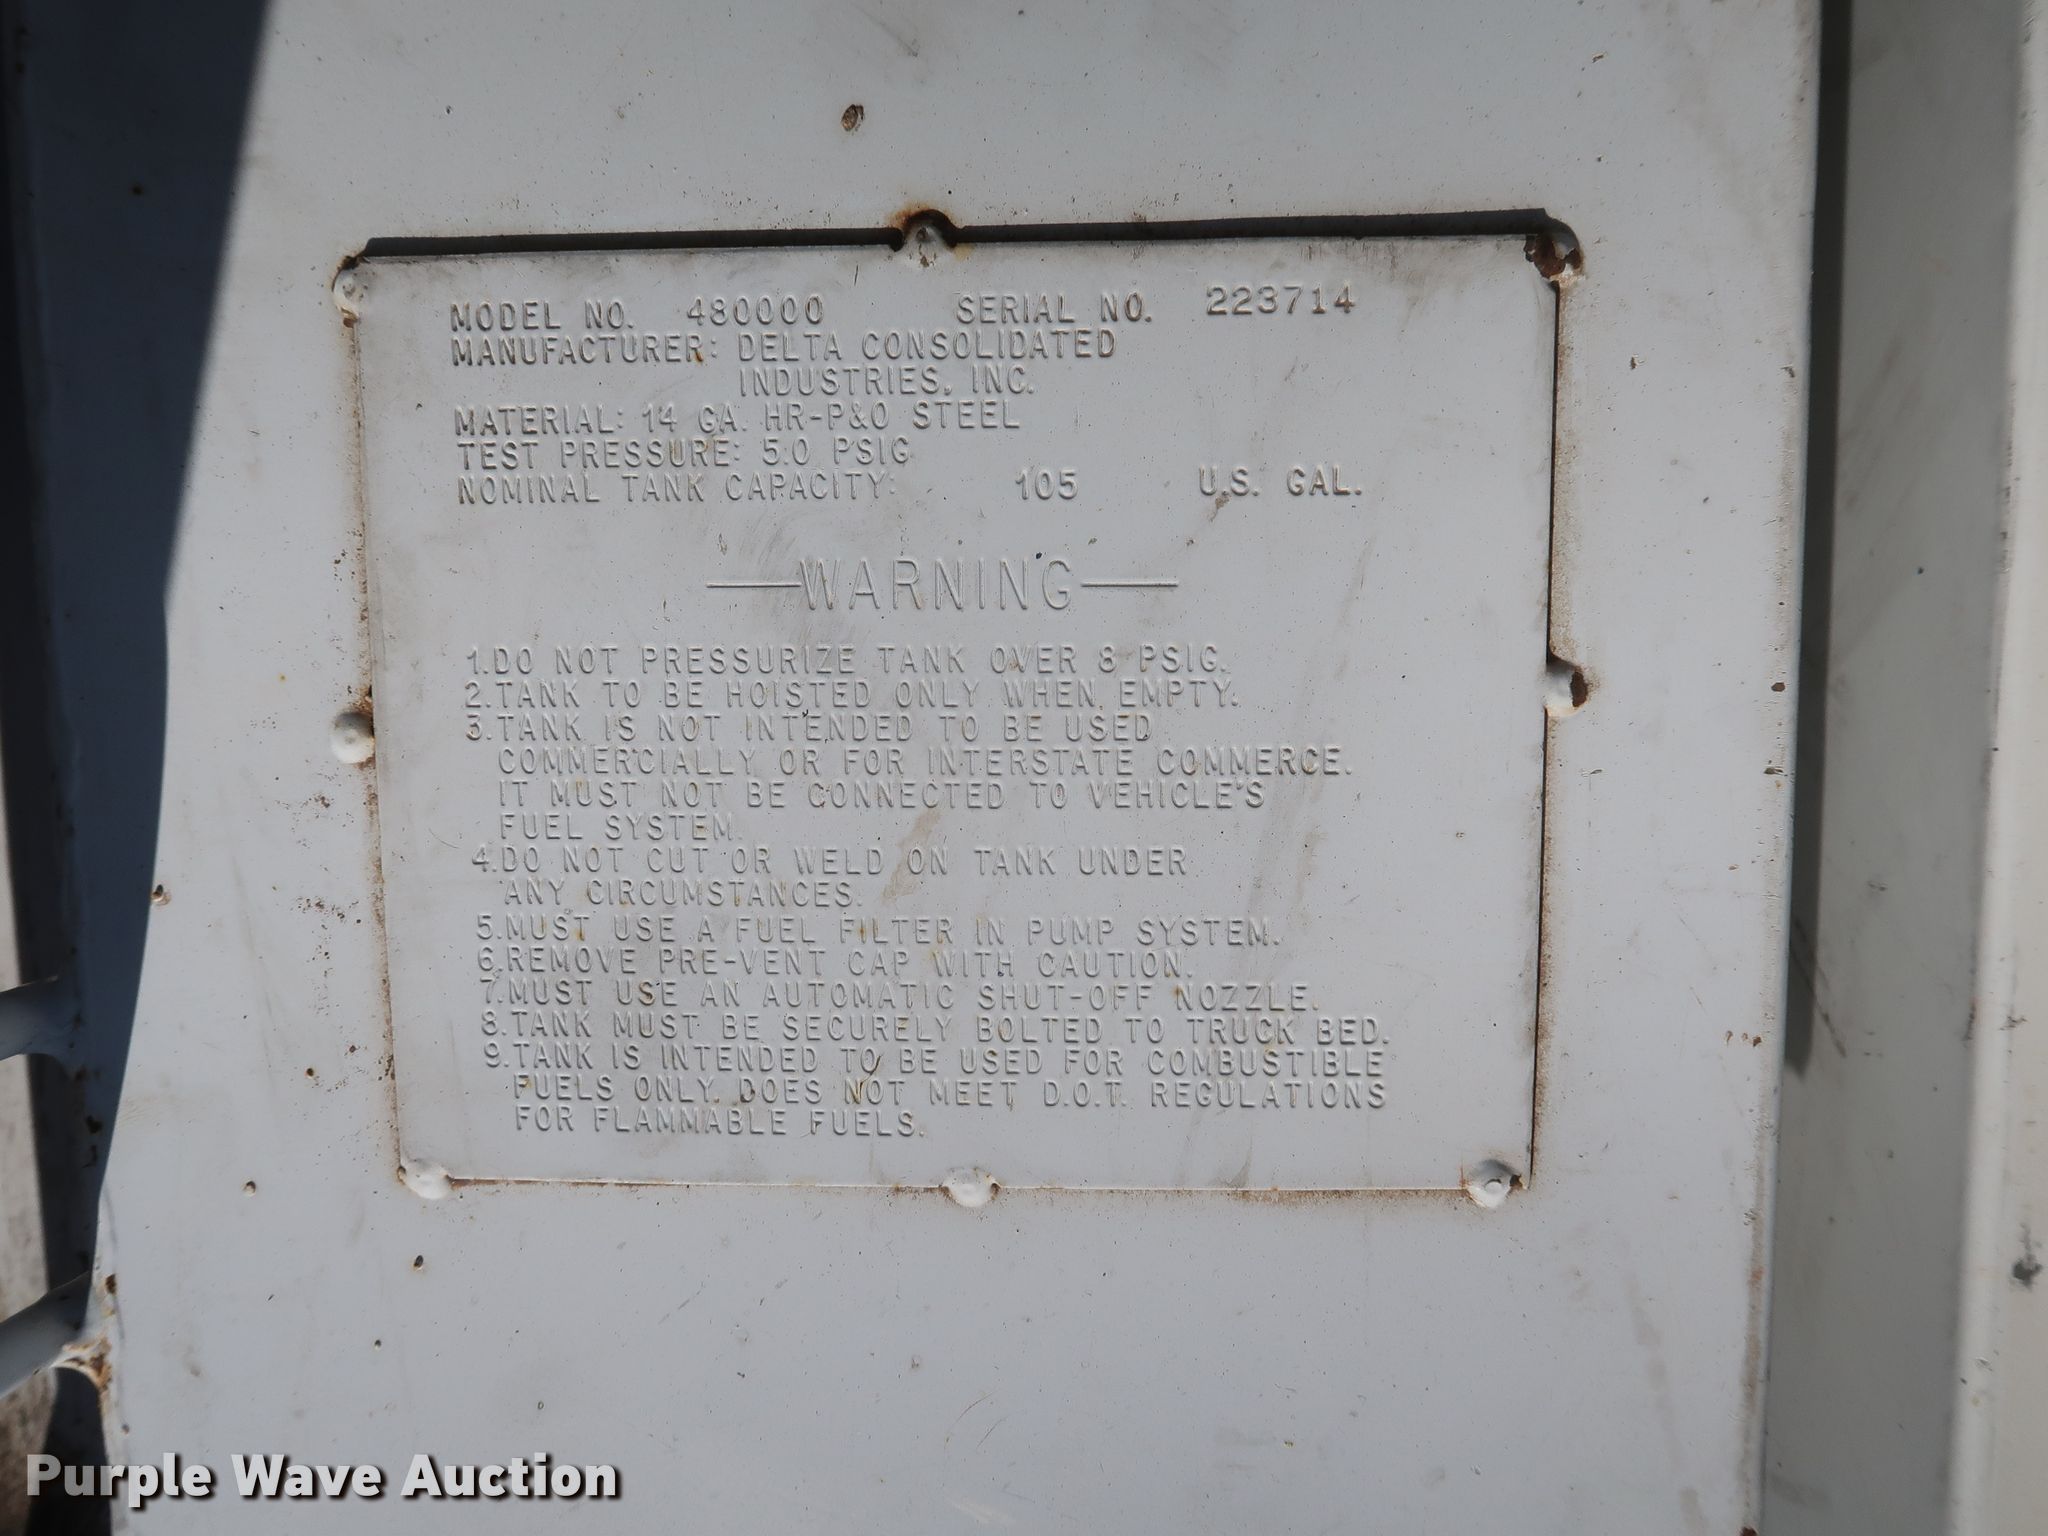 MODEL NO. 480000 SERIAL NO. 223714
MANUFACTURER: DELTA CONSOLIDATED
INDUSTRIES, INC.
MATERIAL: 14 GA. HR-P&O STEEL
TEST PRESSURE: 5.0 PSIG
NOMINAL TANK CAPACITY: 105 U.S. GAL.
—WARNING—
1. DO NOT PRESSURIZE TANK OVER 8 PSIG.
2. TANK TO BE HOISTED ONLY WHEN EMPTY.
3. TANK IS NOT INTENDED TO BE USED
COMMERCIALLY OR FOR INTERSTATE COMMERCE.
IT MUST NOT BE CONNECTED TO VEHICLE'S
FUEL SYSTEM.
4. DO NOT CUT OR WELD ON TANK UNDER
ANY CIRCUMSTANCES.
5. MUST USE A FUEL FILTER IN PUMP SYSTEM.
6. REMOVE PRE-VENT CAP WITH CAUTION.
7. MUST USE AN AUTOMATIC SHUT-OFF NOZZLE.
8. TANK MUST BE SECURELY BOLTED TO TRUCK BED.
9. TANK IS INTENDED TO BE USED FOR COMBUSTIBLE
FUELS ONLY. DOES NOT MEET D.O.T. REGULATIONS
FOR FLAMMABLE FUELS.
Purple Wave Auction